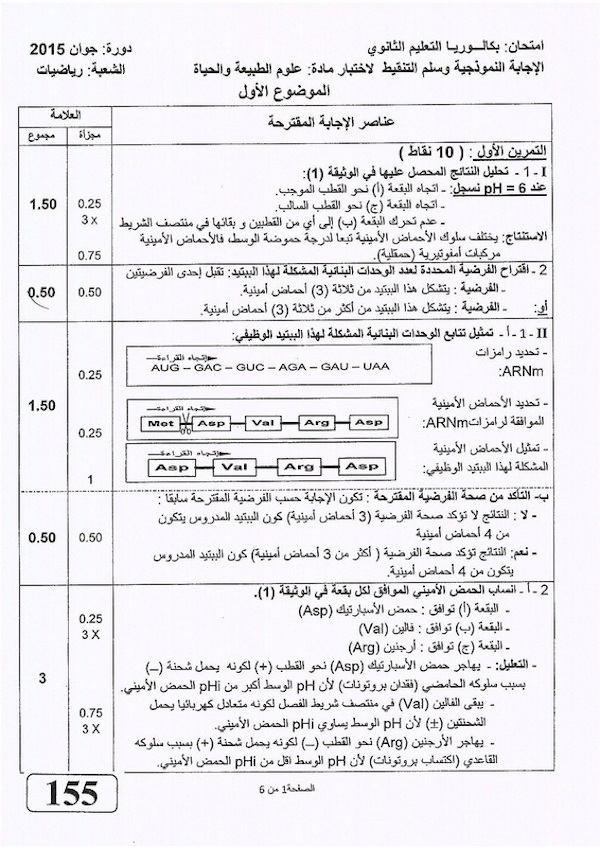 امتحان: بكالـوريـا التعليم الثانوي دورة: جوان 2015
الإجابة النموذجية وسلم التنقيط لاختبار مادة: علوم الطبيعة والحياة الشعبة: رياضيات
الموضوع الأول
العلامة
عناصر الإجابة المقترحة
مجزأة مجموع
التمرين الأول : ( 10 نقاط )
I - 1 - تحليل النتائج المحصل عليها في الوثيقة (1):
عند pH = 6 نسجل: - اتجاه البقعة (أ) نحو القطب الموجب.
- اتجاه البقعة (ج) نحو القطب السالب.
- عدم تحرك البقعة (ب) إلى أي من القطبين و بقائها في منتصف الشريط
الاستنتاج: يختلف سلوك الأحماض الأمينية تبعا لدرجة حموضة الوسط، فالأحماض الأمينية
مركبات أمفوتيرية (حمقلية).
0.25
3 X
0.75
1.50
2 - اقتراح الفرضية المحددة لعدد الوحدات البنائية المشكلة لهذا الببتيد: تقبل إحدى الفرضيتين
- الفرضية : يتشكل هذا الببتيد من ثلاثة (3) أحماض أمينية.
أو: - الفرضية : يتشكل هذا الببتيد من أكثر من ثلاثة (3) أحماض أمينية.
0.50
0.50
II - 1 - أ - تمثيل تتابع الوحدات البنائية المشكلة لهذا الببتيد الوظيفي:
- تحديد رامزات
ARNm:
إتجاه القراءة
AUG – GAC – GUC – AGA – GAU – UAA
0.25
- تحديد الأحماض الأمينية
الموافقة لرامزات ARNm:
إتجاه القراءة
Met Asp Val Arg Asp
0.25
1.50
- تمثيل الأحماض الأمينية
المشكلة لهذا الببتيد الوظيفي:
إتجاه القراءة
Asp Val Arg Asp
1
ب- التأكد من صحة الفرضية المقترحة : تكون الإجابة حسب الفرضية المقترحة سابقا :
- لا : النتائج لا تؤكد صحة الفرضية (3 أحماض أمينية) كون الببتيد المدروس يتكون
من 4 أحماض أمينية
- نعم: النتائج تؤكد صحة الفرضية ( أكثر من 3 أحماض أمينية) كون الببتيد المدروس
يتكون من 4 أحماض أمينية.
0.50
0.50
2 - أ - انساب الحمض الأميني الموافق لكل بقعة في الوثيقة (1).
- البقعة (أ) توافق : حمض الأسبارتيك (Asp)
- البقعة (ب) توافق : فالين (Val)
- البقعة (ج) توافق : أرجنين (Arg)
0.25
3 X
- التعليل: - يهاجر حمض الأسبارتيك (Asp) نحو القطب (+) لكونه يحمل شحنة (–)
بسبب سلوكه الحامضي (فقدان بروتونات) لأن pH الوسط أكبر من pHi الحمض الأميني.
- يبقى الفالين (Val) في منتصف شريط الفصل لكونه متعادل كهربائيا يحمل
الشحنتين (±) لأن pH الوسط يساوي pHi الحمض الأميني.
- يهاجر الأرجنين (Arg) نحو القطب (–) لكونه يحمل شحنة (+) بسبب سلوكه
القاعدي (اكتساب بروتونات) لأن pH الوسط اقل من pHi الحمض الأميني.
0.75
3 X
3
155
الصفحة1 من 6